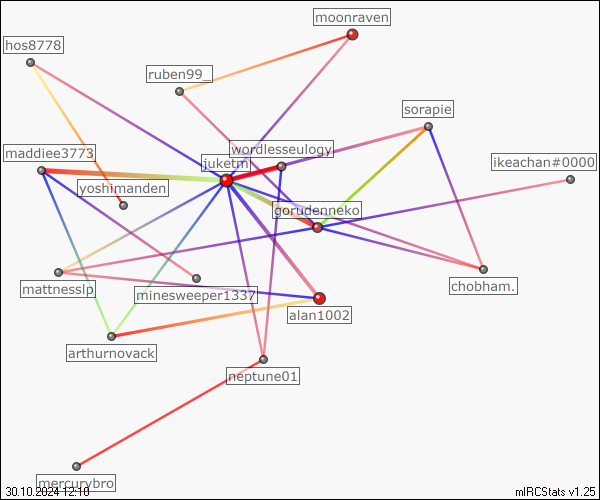 moonraven
hos8778
ruben99_
sorapie
wordlesseulogy
maddiee3773
juketm
ikeachan#0000
yoshimanden
gorudenneko
mattnesslp
minesweeper1337
chobham.
alan1002
arthurnovack
neptune01
mercurybro
30.10.2024 12:10
mIRCStats v1.25